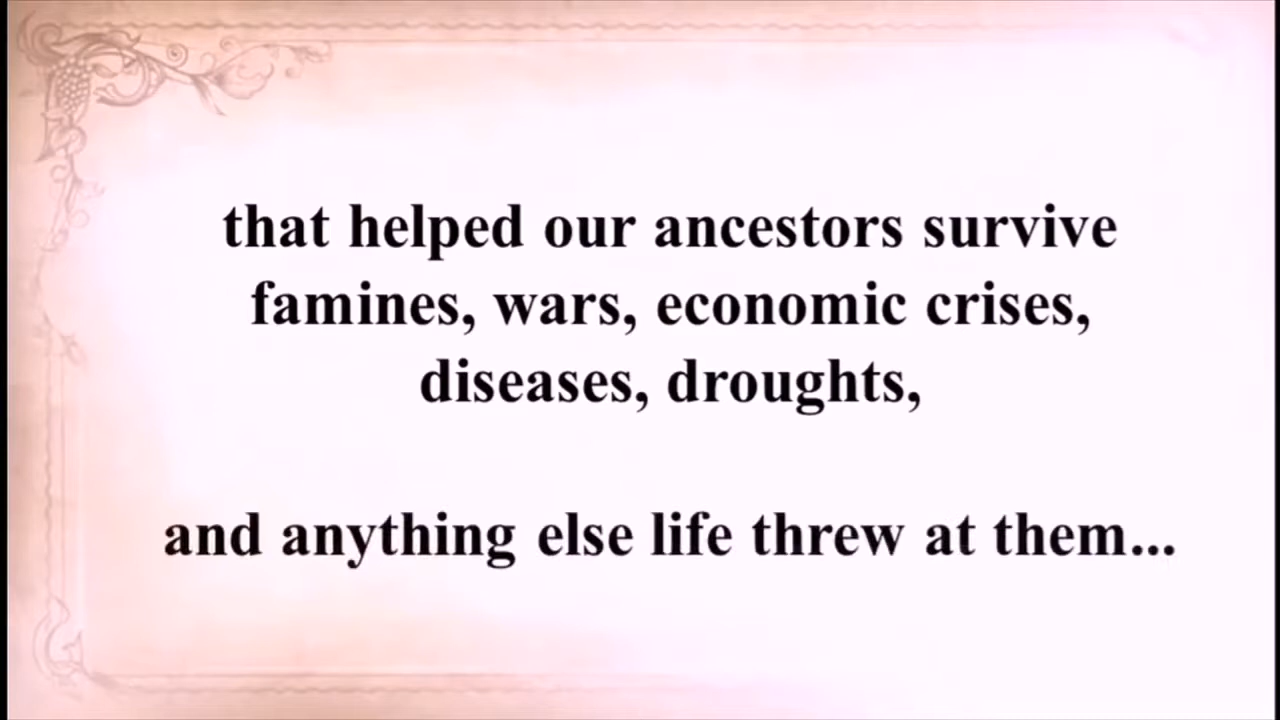 that helped our ancestors survive
famines, wars, economic crises,
diseases, droughts,
and anything else life threw at them...